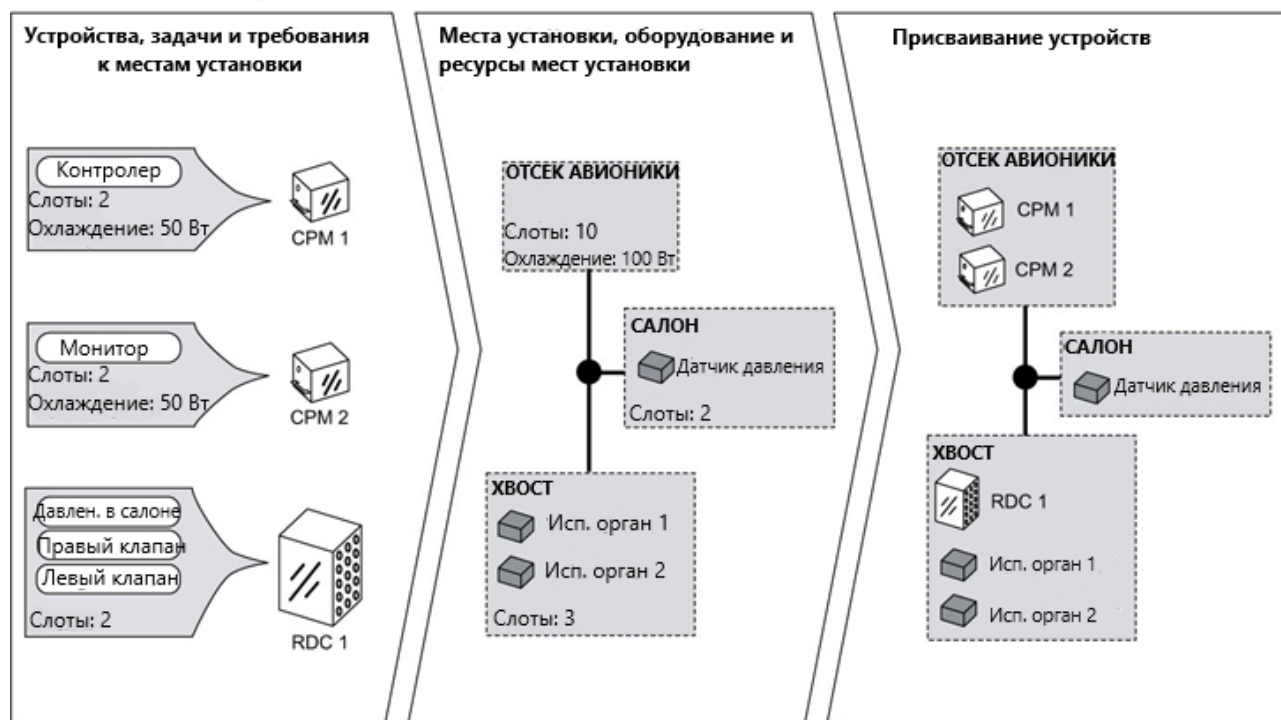 Устройства, задачи и требования
к местам установки
Контролер
Слоты: 2
Охлаждение: 50 Вт
CPM 1
Монитор
Слоты: 2
Охлаждение: 50 Вт
CPM 2
Давлен. в салоне
Правый клапан
Левый клапан
Слоты: 2
RDC 1
Места установки, оборудование и
ресурсы мест установки
ОТСЕК АВИОНИКИ
Слоты: 10
Охлаждение: 100 Вт
САЛОН
Датчик давления
Слоты: 2
ХВОСТ
Исп. орган 1
Исп. орган 2
Слоты: 3
Присваивание устройств
ОТСЕК АВИОНИКИ
CPM 1
CPM 2
САЛОН
Датчик давления
ХВОСТ
RDC 1
Исп. орган 1
Исп. орган 2